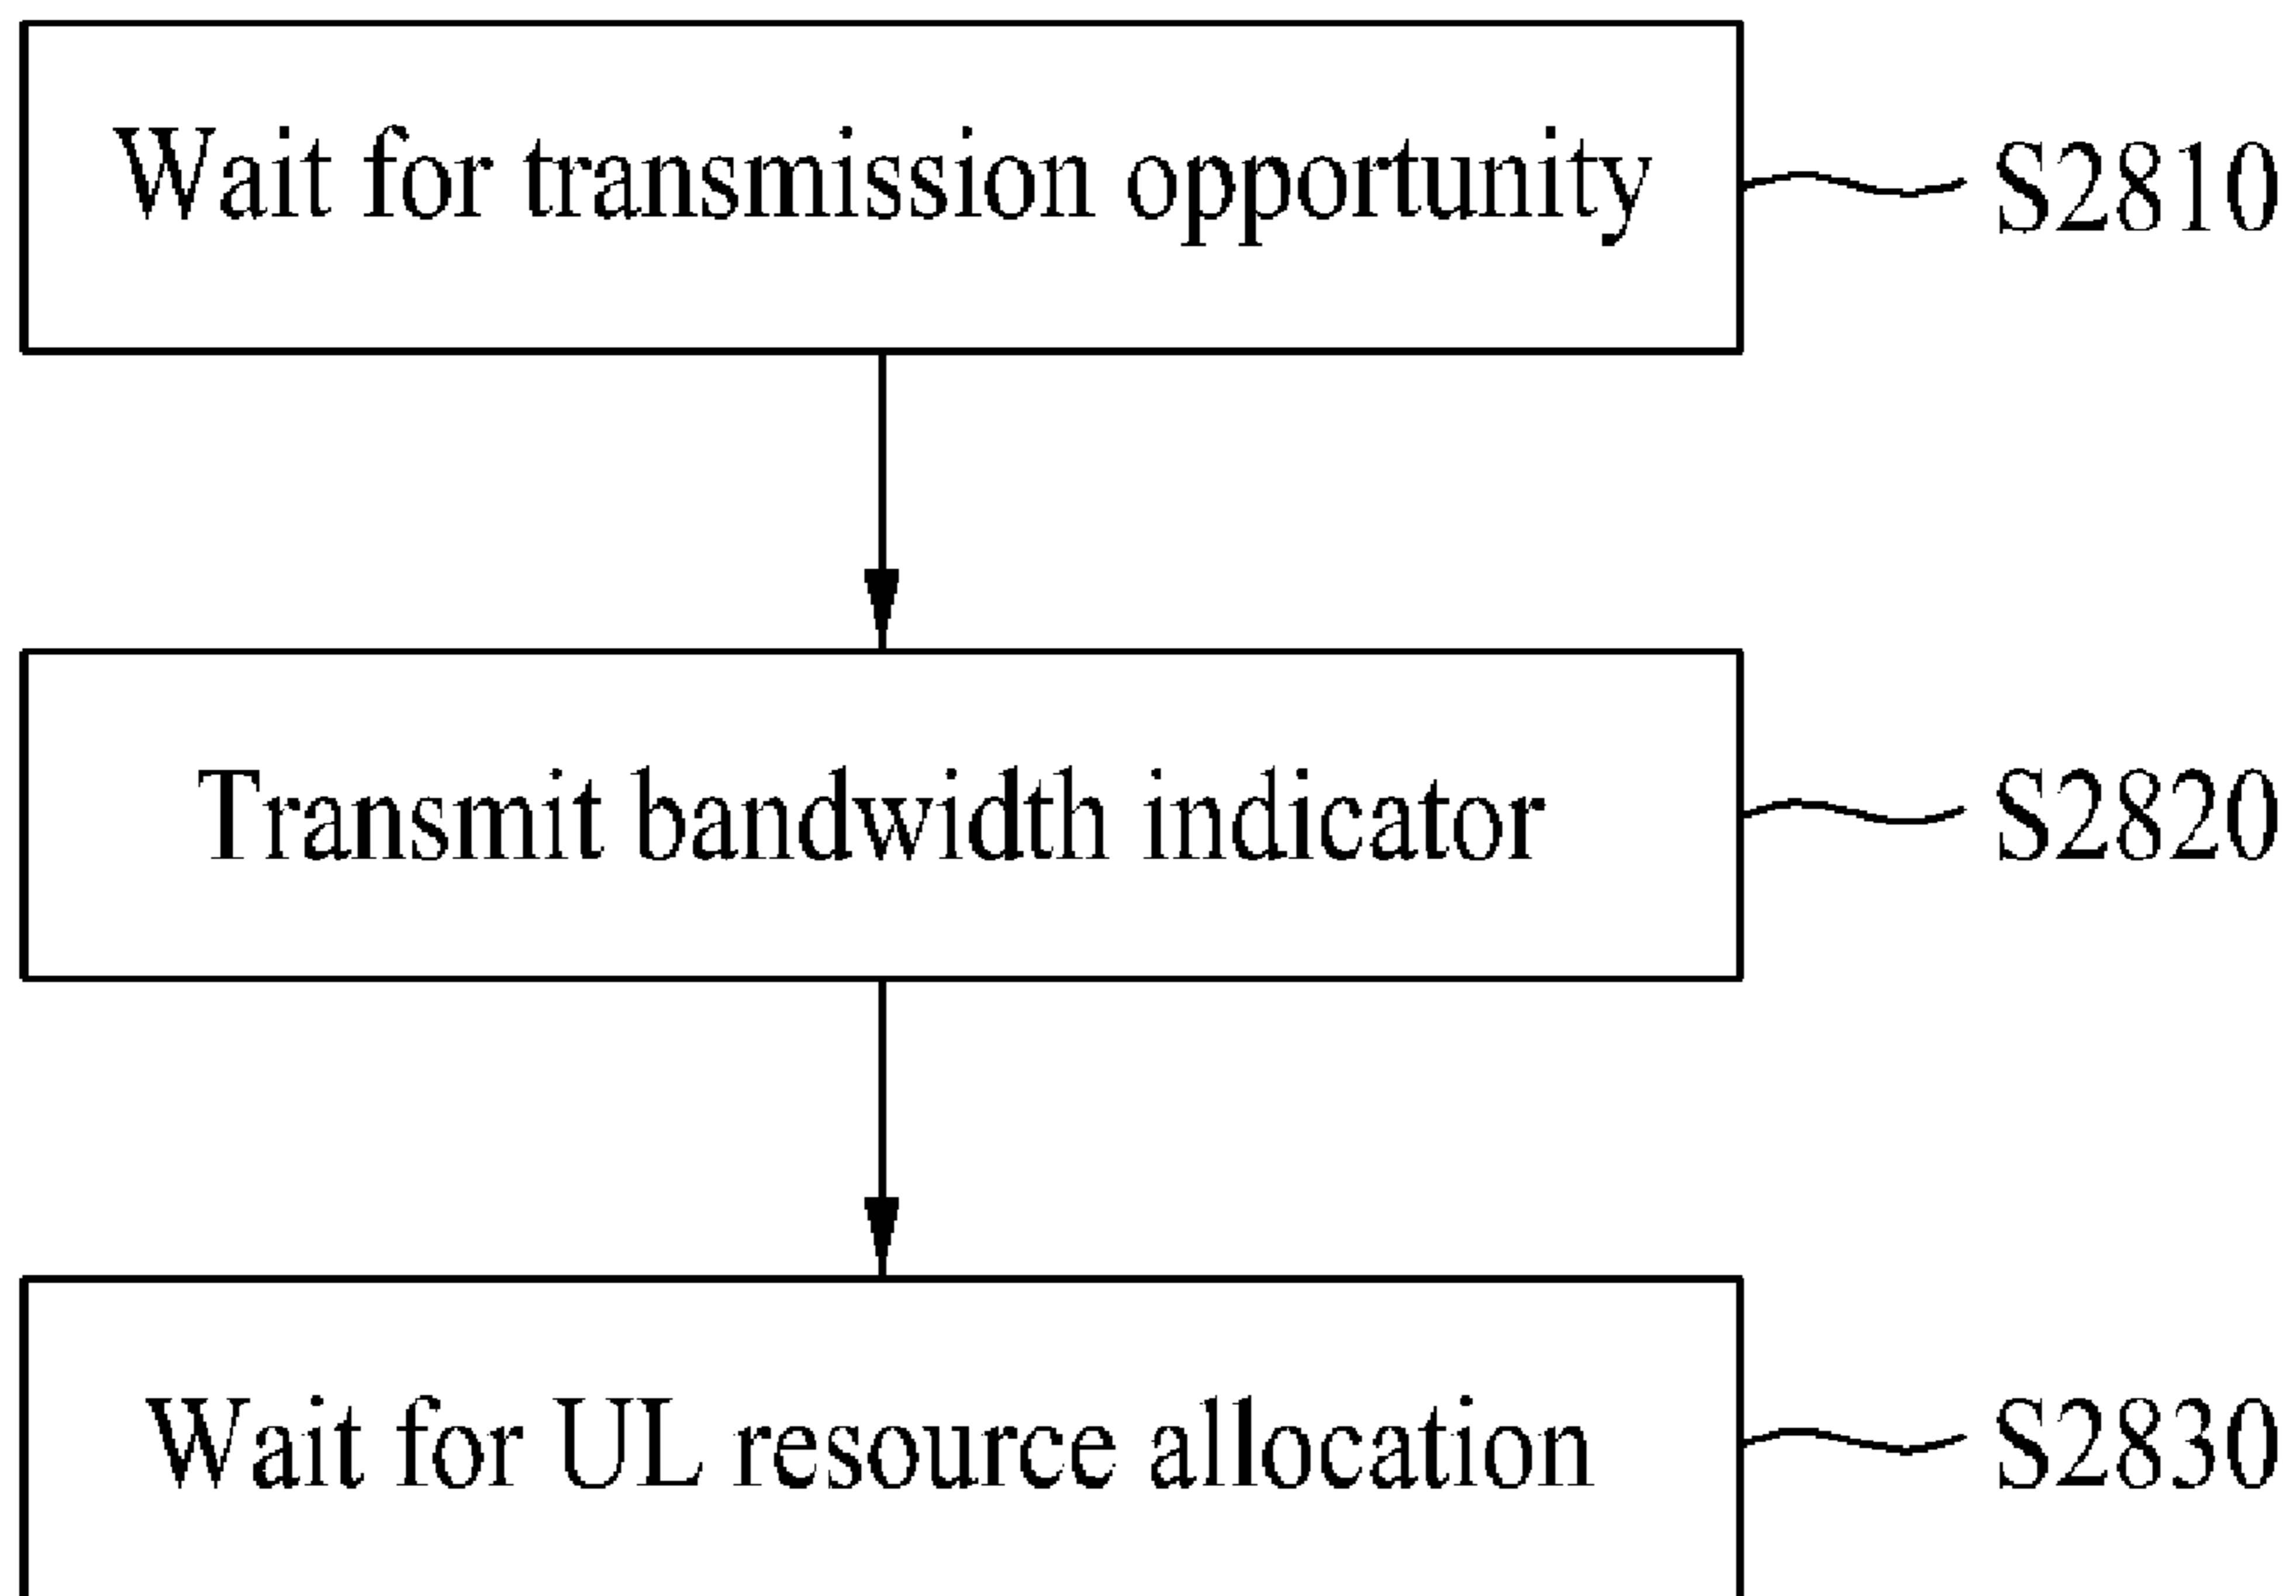 Wait for transmission opportunity
S2810
Transmit bandwidth indicator
S2820
Wait for UL resource allocation
S2830